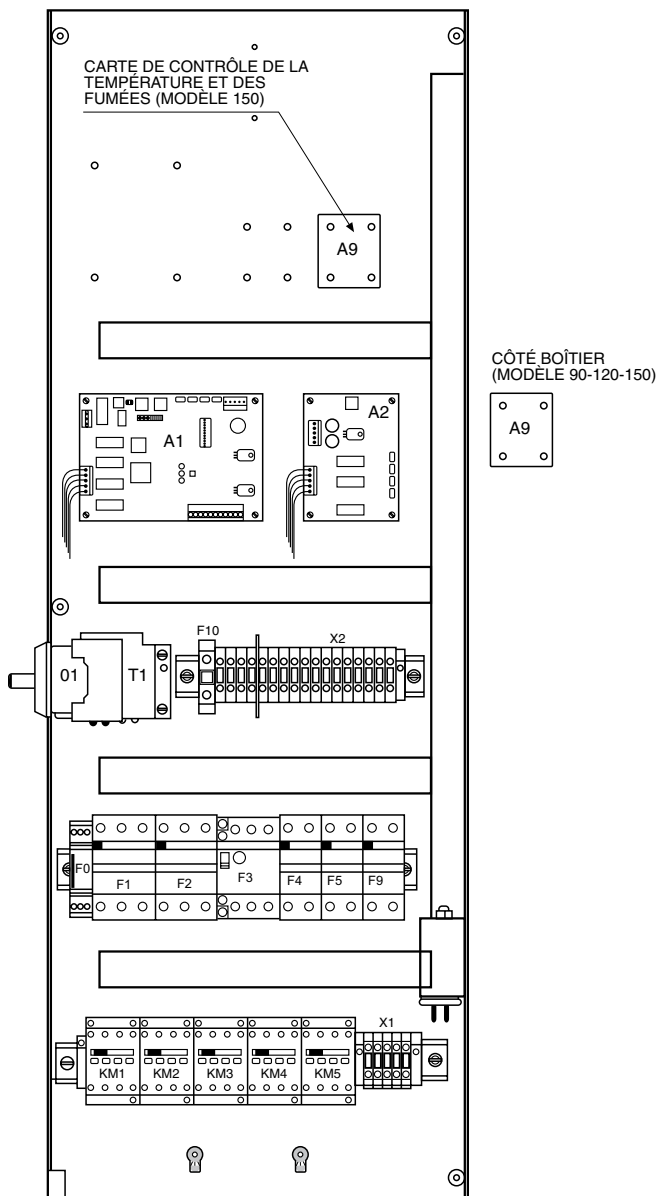 CARTE DE CONTRÔLE DE LA
TEMPÉRATURE ET DES
FUMÉES (MODÈLE 150)
A9
CÔTÉ BOÎTIER
(MODÈLE 90-120-150)
A9
A1
A2
F10
X2
01
T1
F0
F1
F2
F3
F4
F5
F9
X1
KM1
KM2
KM3
KM4
KM5